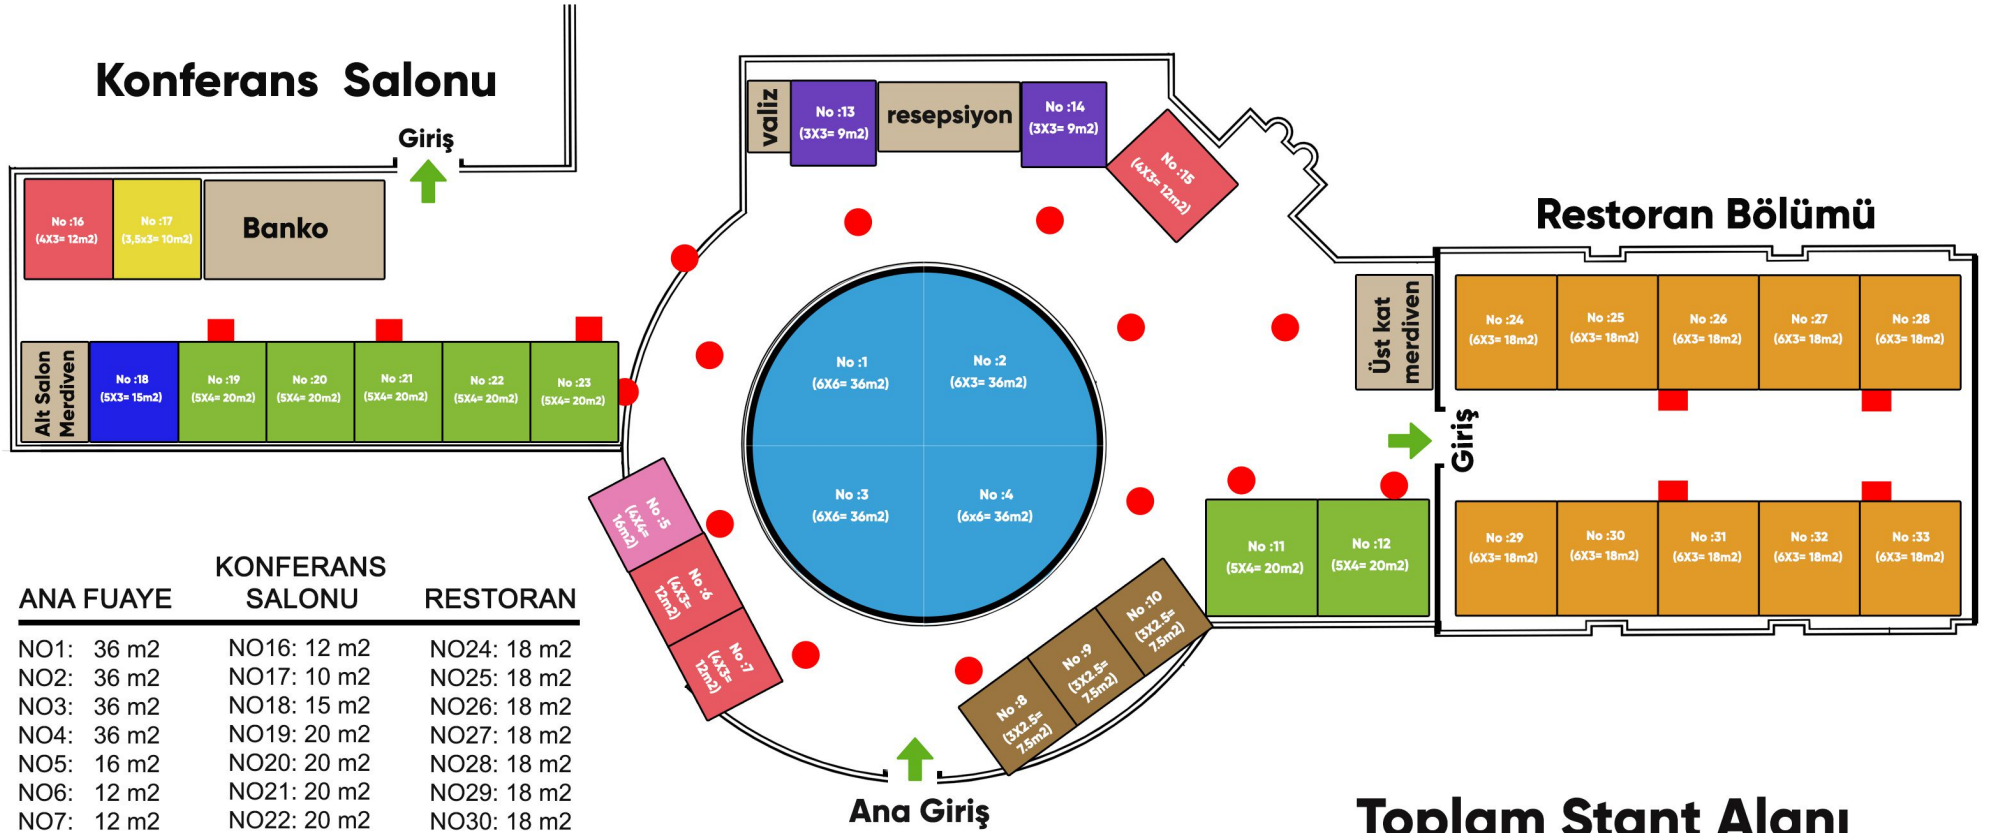 Konferans Salonu
Giriş
No :16
(4X3= 12m2)
No :17
(3,5x3= 10m2)
Banko
Alt Salon
Merdiven
No :18
(5X3= 15m2)
No :19
(5X4= 20m2)
No :20
(5X4= 20m2)
No :21
(5X4= 20m2)
No :22
(5X4= 20m2)
No :23
(5X4= 20m2)
valiz
No :13
(3X3= 9m2)
resepsiyon
No :14
(3X3= 9m2)
No :15
(4X3= 12m2)
No :1
(6X6= 36m2)
No :2
(6X3= 36m2)
No :3
(6X6= 36m2)
No :4
(6x6= 36m2)
No :5
(4X4=
16m2)
No :6
(4X3=
12m2)
No :7
(4X3=
12m2)
No :8
(3X2.5=
7.5m2)
No :9
(3X2.5=
7.5m2)
No :10
(3X2.5=
7.5m2)
No :11
(5X4= 20m2)
No :12
(5X4= 20m2)
Ana Giriş
Üst kat
merdiven
Giriş
Restoran Bölümü
No :24
(6X3= 18m2)
No :25
(6X3= 18m2)
No :26
(6X3= 18m2)
No :27
(6X3= 18m2)
No :28
(6X3= 18m2)
No :29
(6X3= 18m2)
No :30
(6X3= 18m2)
No :31
(6X3= 18m2)
No :32
(6X3= 18m2)
No :33
(6X3= 18m2)
ANA FUAYE
NO1: 36 m2
NO2: 36 m2
NO3: 36 m2
NO4: 36 m2
NO5: 16 m2
NO6: 12 m2
NO7: 12 m2
KONFERANS
SALONU
NO16: 12 m2
NO17: 10 m2
NO18: 15 m2
NO19: 20 m2
NO20: 20 m2
NO21: 20 m2
NO22: 20 m2
RESTORAN
NO24: 18 m2
NO25: 18 m2
NO26: 18 m2
NO27: 18 m2
NO28: 18 m2
NO29: 18 m2
NO30: 18 m2
Toplam Stant Alanı